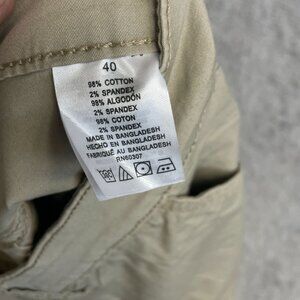 40
98% COTTON
2% SPANDEX
98% ALGODÓN
2% SPANDEX
98% COTON
2% SPANDEX
MADE IN BANGLADESH
HECHO EN BANGLADESH
FABRIQUÉ AU BANGLADESH
RN60307